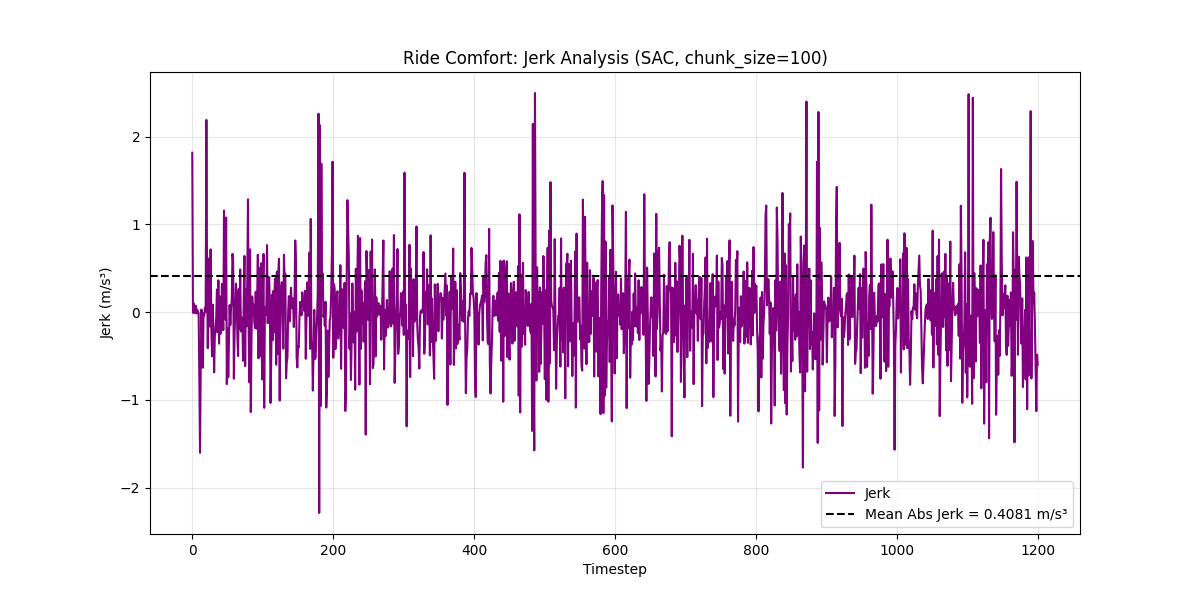 Ride Comfort: Jerk Analysis (SAC, chunk_size=100)
Jerk (m/s³)
2
1
0
−1
−2
0 200 400 600 800 1000 1200
Timestep
Jerk
Mean Abs Jerk = 0.4081 m/s³